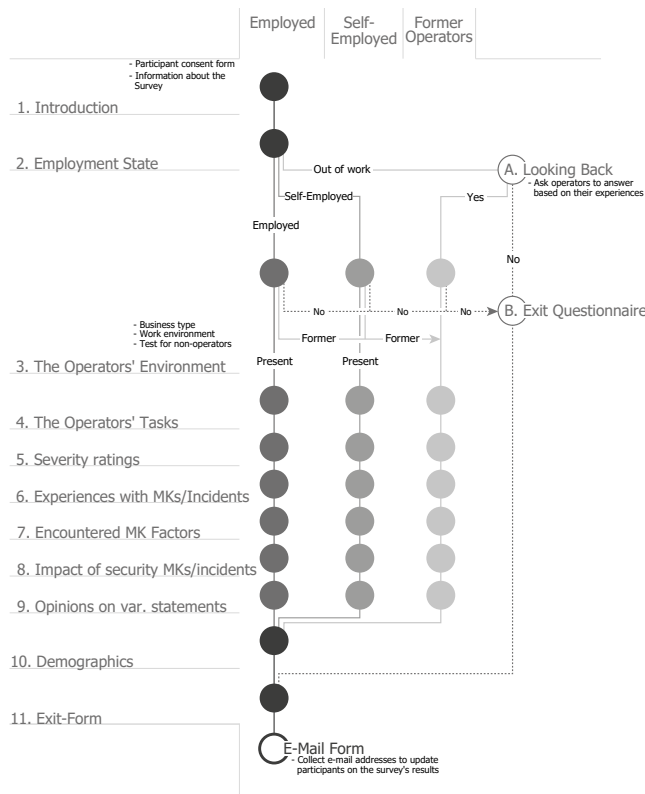 Employed
Self-
Employed
Former
Operators
- Participant consent form
- Information about the
Survey
1. Introduction
2. Employment State
Out of work
A. Looking Back
- Ask operators to answer
based on their experiences
Self-Employed
Yes
Employed
No
No
No
No
B. Exit Questionnaire
- Business type
- Work environment
- Test for non-operators
Former
Former
Present
Present
3. The Operators' Environment
4. The Operators' Tasks
5. Severity ratings
6. Experiences with MKs/Incidents
7. Encountered MK Factors
8. Impact of security MKs/incidents
9. Opinions on var. statements
10. Demographics
11. Exit-Form
E-Mail Form
- Collect e-mail addresses to update
participants on the survey's results